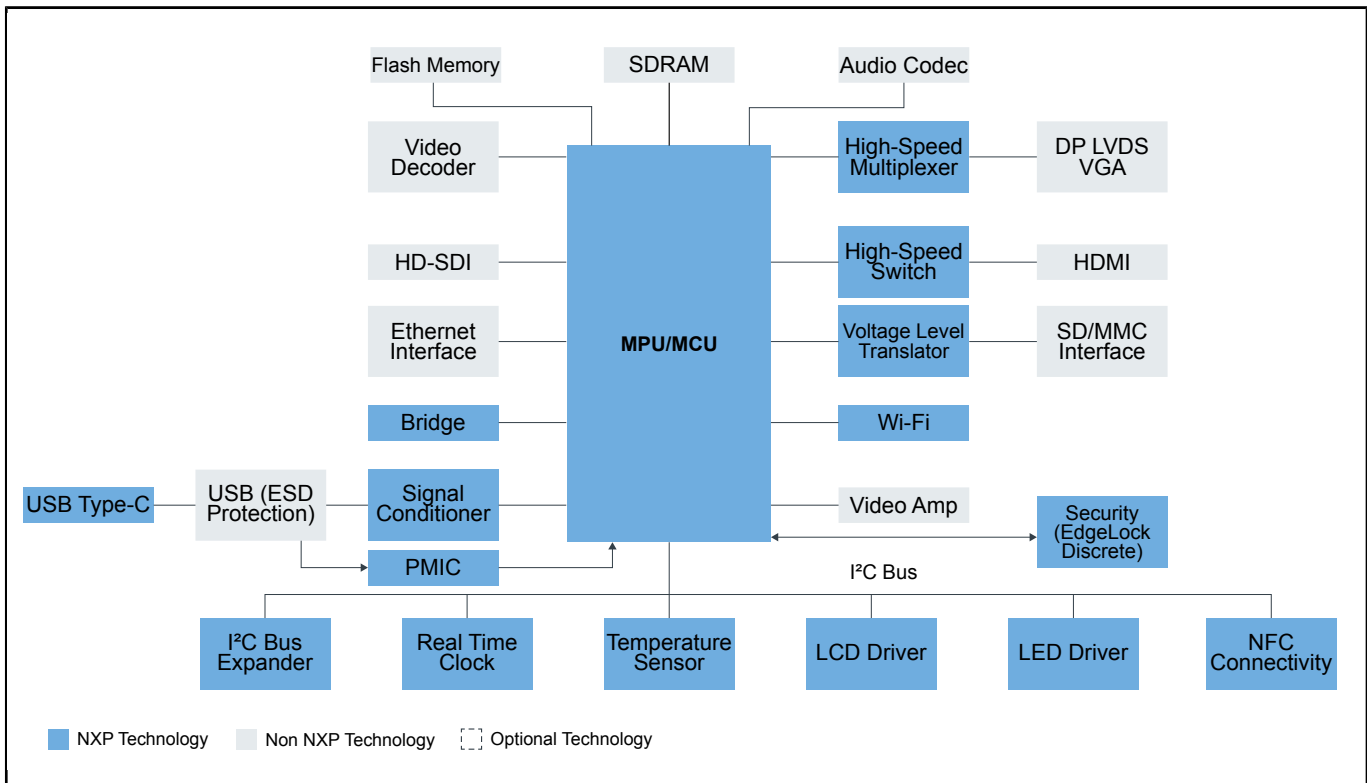 Flash Memory
SDRAM
Audio Codec
Video
Decoder
High-Speed
Multiplexer
DP LVDS
VGA
HD-SDI
High-Speed
Switch
HDMI
Ethernet
Interface
MPU/MCU
Voltage Level
Translator
SD/MMC
Interface
Bridge
Wi-Fi
USB Type-C
USB (ESD
Protection)
Signal
Conditioner
Video Amp
Security
(EdgeLock
Discrete)
PMIC
I²C Bus
I²C Bus
Expander
Real Time
Clock
Temperature
Sensor
LCD Driver
LED Driver
NFC
Connectivity
NXP Technology
Non NXP Technology
Optional Technology